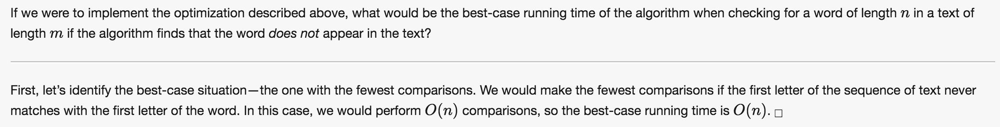 If we were to implement the optimization described above, what would be the best-case running time of the algorithm when checking for a word of length n in a text of
length m if the algorithm finds that the word does not appear in the text?
First, let’s identify the best-case situation—the one with the fewest comparisons. We would make the fewest comparisons if the first letter of the sequence of text never
matches with the first letter of the word. In this case, we would perform O(n) comparisons, so the best-case running time is O(n). □